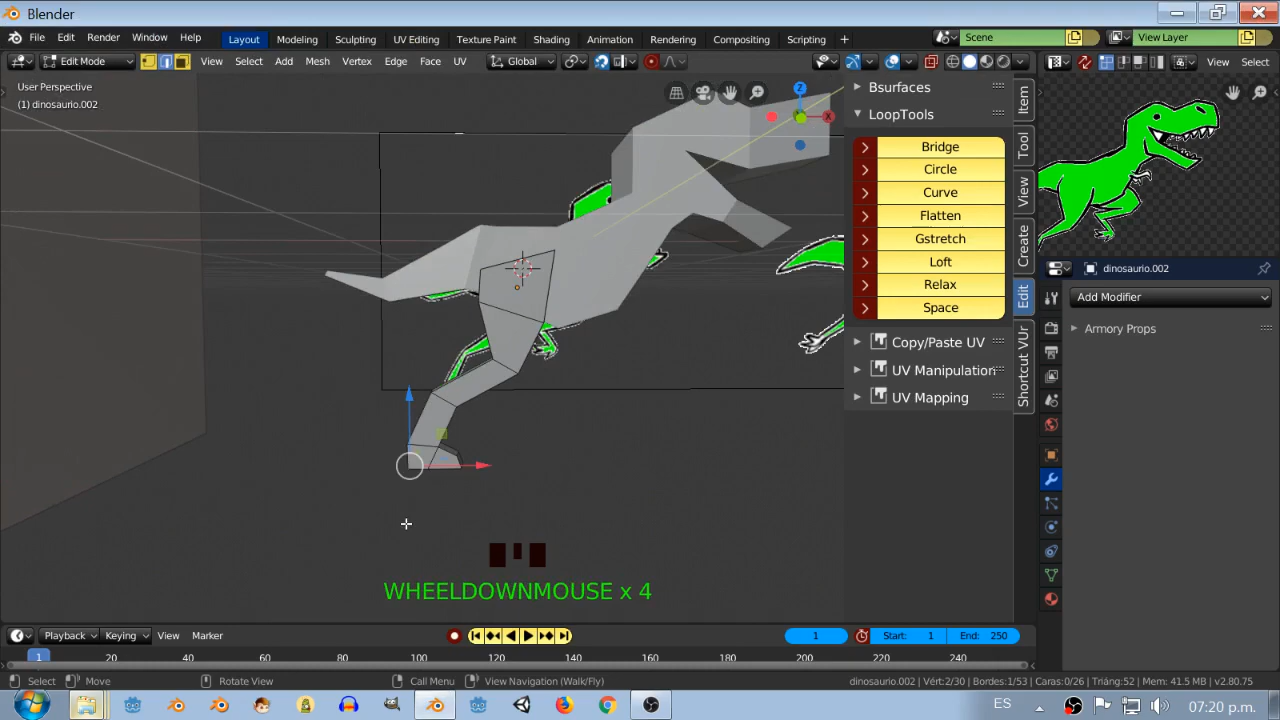 Blender
File Edit Render Window Help Layout Modeling Sculpting UV Editing Texture Paint Shading Animation Rendering Compositing Scripting + Scene View Layer
Edit Mode View Select Add Mesh Vertex Edge Face UV Global View Select
User Perspective
(1) dinosaurio.002
Z
X
Bsurfaces
LoopTools
Bridge
Circle
Curve
Flatten
Gstretch
Loft
Relax
Space
Copy/Paste UV
UV Manipulation
UV Mapping
Item
Tool
View
Create
Edit
Shortcut VUr
dinosaurio.002
Add Modifier
Armory Props
WHEELDOWNMOUSE x 4
Playback Keying View Marker 1 Start: 1 End: 250
1 20 40 60 80 100 120 140 160 180 200 220 240
Select Move Rotate View Call Menu View Navigation (Walk/Fly) dinosaurio.002 | Vért:2/30 | Bordes:1/53 | Caras:0/26 | Triáng:52 | Mem: 41.5 MB | v2.80.75
ES 07:20 p.m.